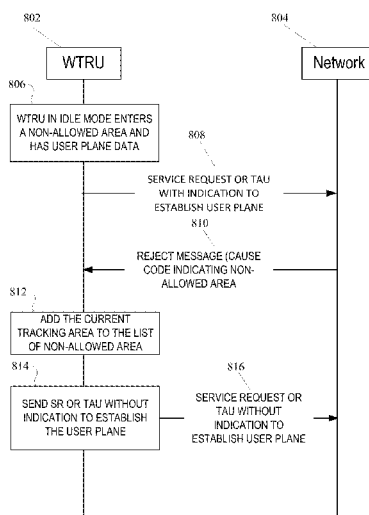 802
804
WTRU
Network
806
WTRU IN IDLE MODE ENTERS
A NON-ALLOWED AREA AND
HAS USER PLANE DATA
808
SERVICE REQUEST OR TAU
WITH INDICATION TO
ESTABLISH USER PLANE
810
REJECT MESSAGE (CAUSE
CODE INDICATING NON-
ALLOWED AREA
812
ADD THE CURRENT
TRACKING AREA TO THE LIST
OF NON-ALLOWED AREA
814
816
SEND SR OR TAU WITHOUT
INDICATION TO ESTABLISH
THE USER PLANE
SERVICE REQUEST OR
TAU WITHOUT
INDICATION TO
ESTABLISH USER PLANE